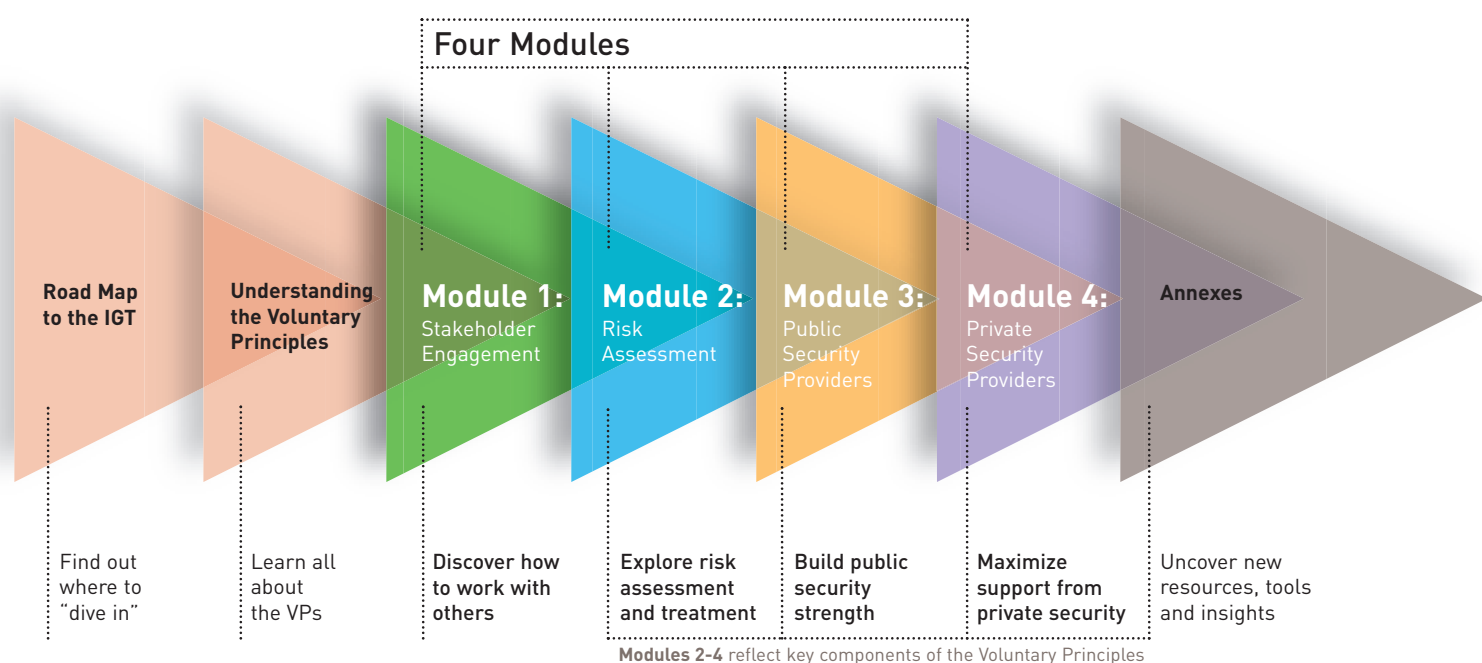 Four Modules
Road Map
to the IGT
Understanding
the Voluntary
Principles
Module 1:
Stakeholder
Engagement
Module 2:
Risk
Assessment
Module 3:
Public
Security
Providers
Module 4:
Private
Security
Providers
Annexes
Find out
where to
“dive in”
Learn all
about
the VPs
Discover how
to work with
others
Explore risk
assessment
and treatment
Build public
security
strength
Maximize
support from
private security
Uncover new
resources, tools
and insights
Modules 2-4 reflect key components of the Voluntary Principles